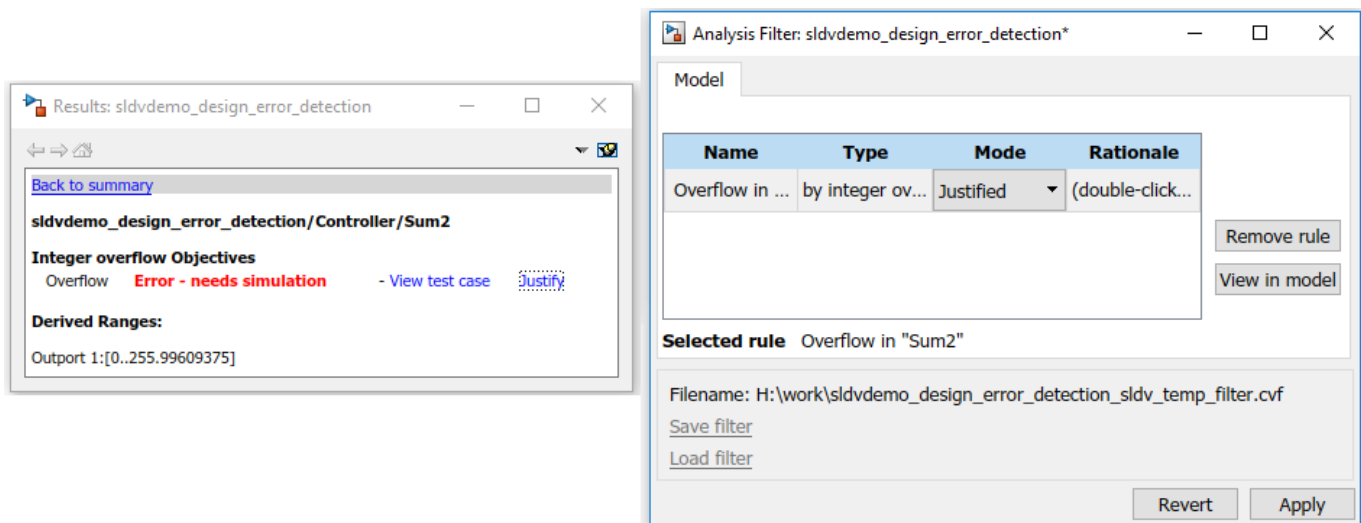 Results: sldvdemo_design_error_detection
Back to summary
sldvdemo_design_error_detection/Controller/Sum2
Integer overflow Objectives
Overflow Error - needs simulation - View test case Justify
Derived Ranges:
Outport 1:[0..255.99609375]
Analysis Filter: sldvdemo_design_error_detection*
Model
Name Type Mode Rationale
Overflow in ... by integer ov... Justified (double-click...
Remove rule
View in model
Selected rule Overflow in "Sum2"
Filename: H:\work\sldvdemo_design_error_detection_sldv_temp_filter.cvf
Save filter
Load filter
Revert Apply